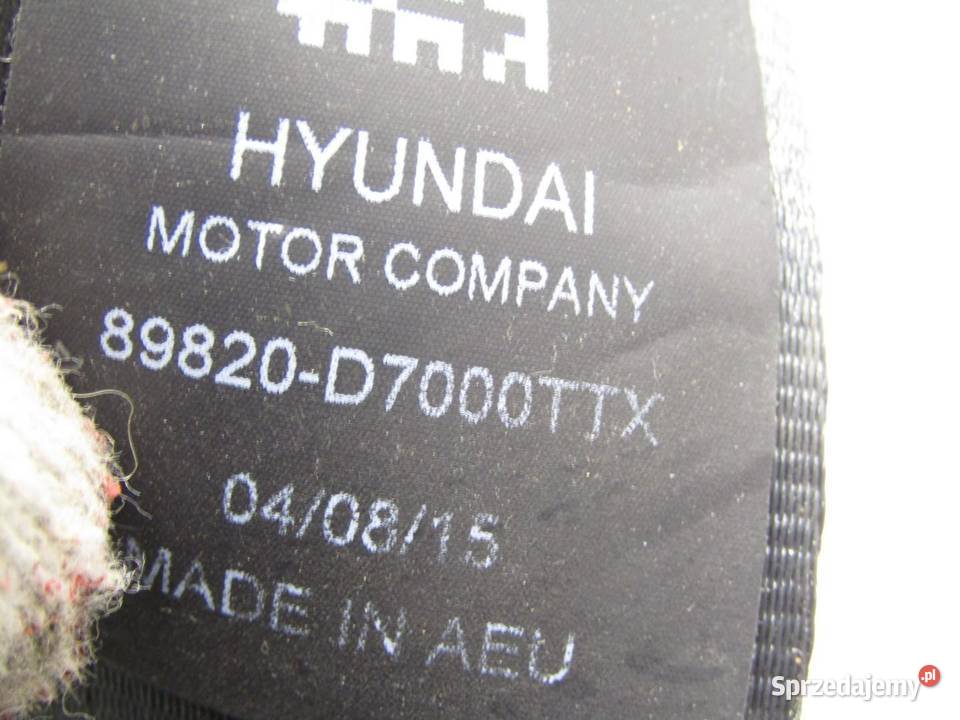 HYUNDAI
MOTOR COMPANY
89820-D7000TTX
04/08/15
MADE IN AEU
Sprzedajemy.pl